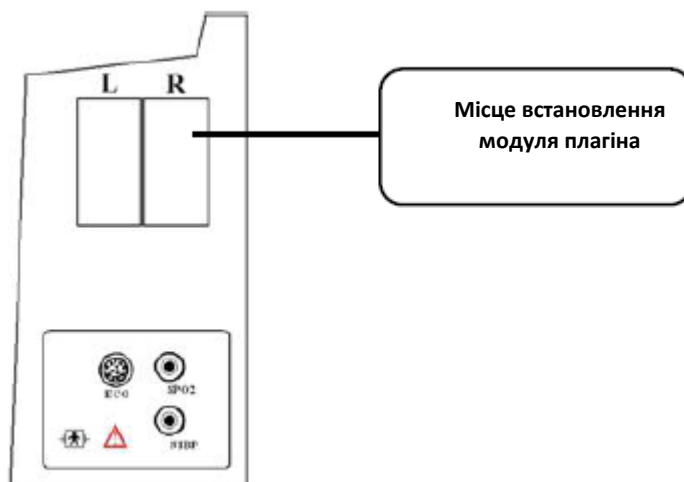 L R
Місце встановлення
модуля плагіна
ECG
SPO2
NIBP